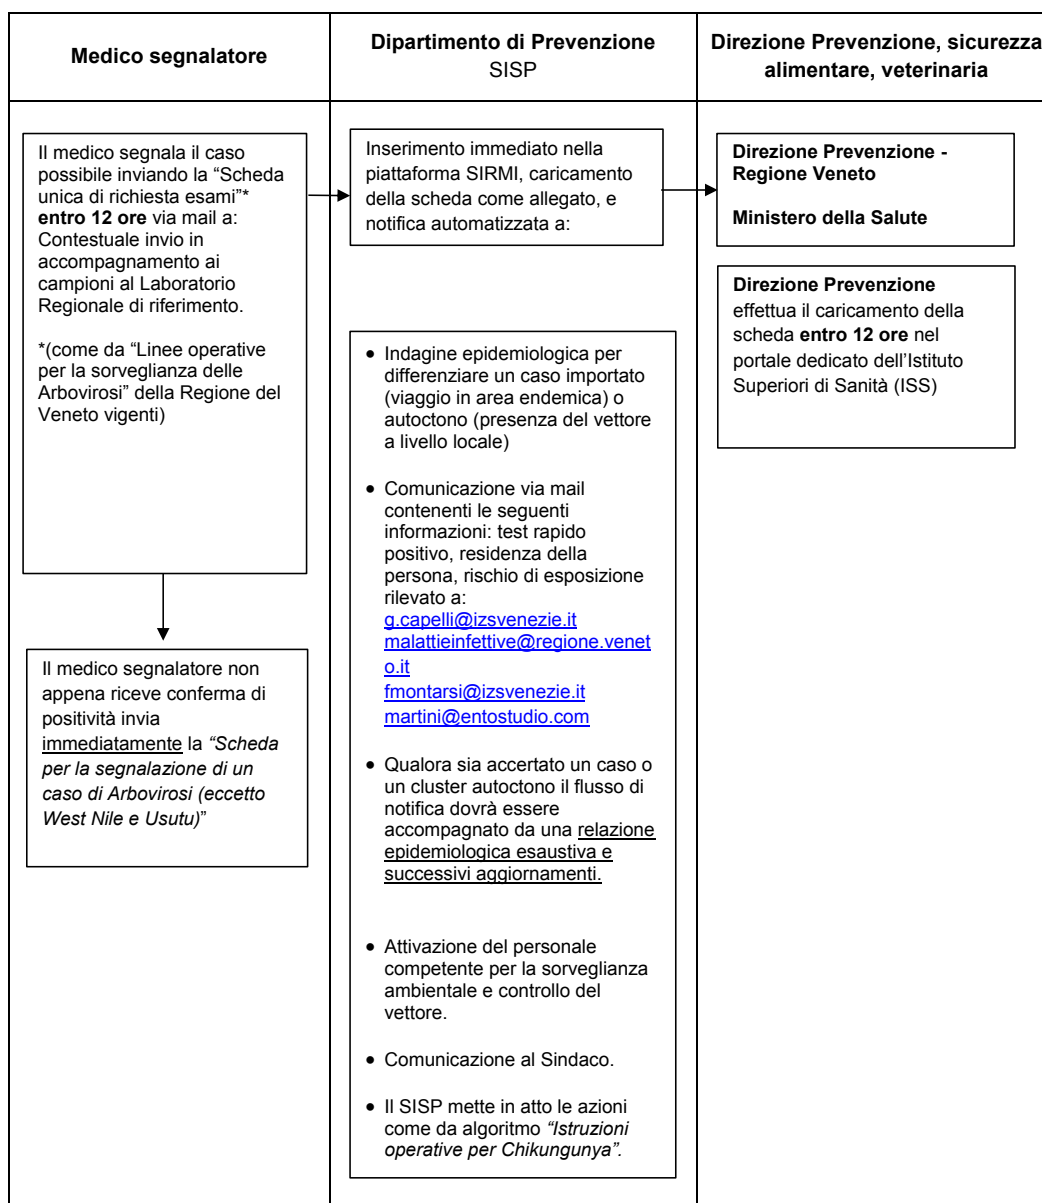 Medico segnalatore
Dipartimento di Prevenzione
SISP
Direzione Prevenzione, sicurezza
alimentare, veterinaria
Il medico segnala il caso
possibile inviando la “Scheda
unica di richiesta esami”*
entro 12 ore via mail a:
Contestuale invio in
accompagnamento ai
campioni al Laboratorio
Regionale di riferimento.
*(come da “Linee operative
per la sorveglianza delle
Arbovirosi” della Regione del
Veneto vigenti)
Il medico segnalatore non
appena riceve conferma di
positività invia
immediatamente la “Scheda
per la segnalazione di un
caso di Arbovirosi (eccetto
West Nile e Usutu)”
Inserimento immediato nella
piattaforma SIRMI, caricamento
della scheda come allegato, e
notifica automatizzata a:
• Indagine epidemiologica per
differenziare un caso importato
(viaggio in area endemica) o
autoctono (presenza del vettore
a livello locale)
• Comunicazione via mail
contenenti le seguenti
informazioni: test rapido
positivo, residenza della
persona, rischio di esposizione
rilevato a:
g.capelli@izsvenezie.it
malattieinfettive@regione.venet
o.it
fmontarsi@izsvenezie.it
martini@entostudio.com
• Qualora sia accertato un caso o
un cluster autoctono il flusso di
notifica dovrà essere
accompagnato da una relazione
epidemiologica esaustiva e
successivi aggiornamenti.
• Attivazione del personale
competente per la sorveglianza
ambientale e controllo del
vettore.
• Comunicazione al Sindaco.
• Il SISP mette in atto le azioni
come da algoritmo “Istruzioni
operative per Chikungunya”.
Direzione Prevenzione -
Regione Veneto
Ministero della Salute
Direzione Prevenzione
effettua il caricamento della
scheda entro 12 ore nel
portale dedicato dell’Istituto
Superiori di Sanità (ISS)